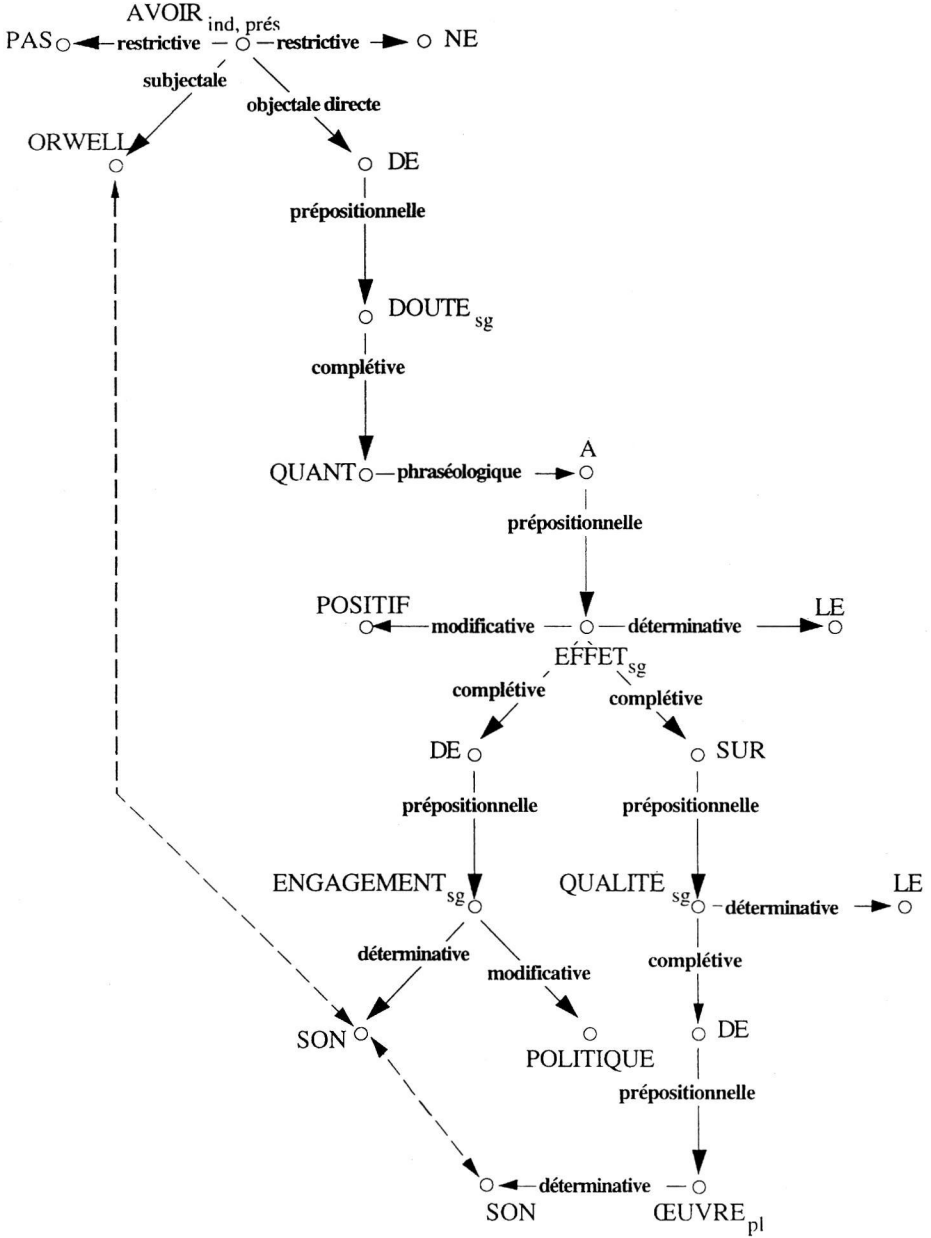 AVOIR ind, prés
PAS restrictive restrictive NE
subjectale
objectale directe
ORWELL
DE
prépositionnelle
DOUTE sg
complétive
A
QUANT phraséologique
prépositionnelle
POSITIF LE
modificative déterminative
EFFET sg
complétive complétive
DE SUR
prépositionnelle prépositionnelle
ENGAGEMENT sg QUALITE sg LE
déterminative
déterminative complétive
modificative
SON DE
POLITIQUE
prépositionnelle
déterminative
SON ŒUVRE pl